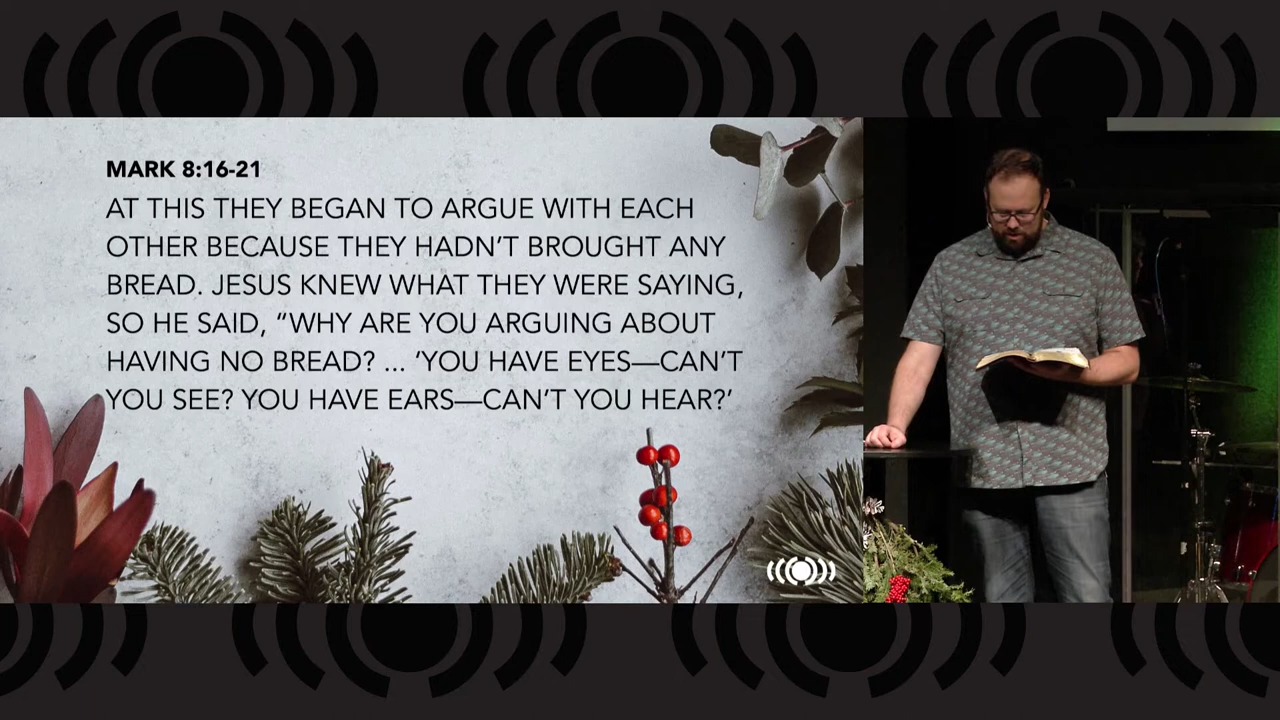 MARK 8:16-21
AT THIS THEY BEGAN TO ARGUE WITH EACH
OTHER BECAUSE THEY HADN’T BROUGHT ANY
BREAD. JESUS KNEW WHAT THEY WERE SAYING,
SO HE SAID, “WHY ARE YOU ARGUING ABOUT
HAVING NO BREAD? ... ’YOU HAVE EYES—CAN’T
YOU SEE? YOU HAVE EARS—CAN’T YOU HEAR?’